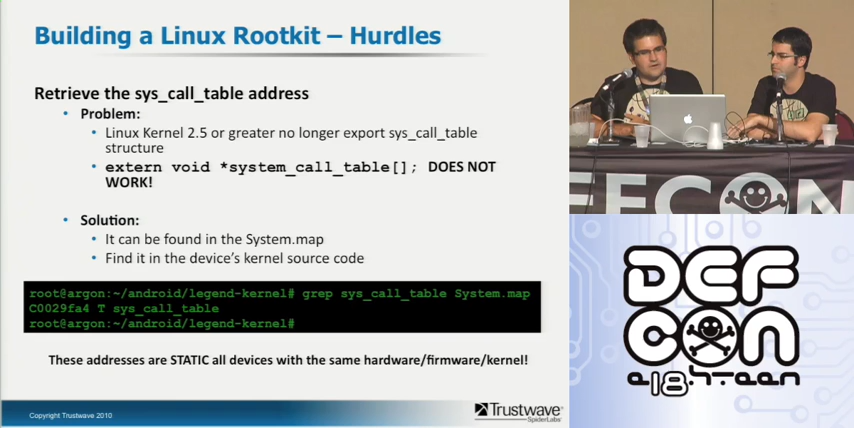 Building a Linux Rootkit – Hurdles
Retrieve the sys_call_table address
• Problem:
• Linux Kernel 2.5 or greater no longer export sys_call_table
structure
• extern void *system_call_table[]; DOES NOT
WORK!
• Solution:
• It can be found in the System.map
• Find it in the device's kernel source code
root@argon:~/android/legend-kernel# grep sys_call_table System.map
C0029fa4 T sys_call_table
root@argon:~/android/legend-kernel#
These addresses are STATIC all devices with the same hardware/firmware/kernel!
Copyright Trustwave 2010
Trustwave®
SpiderLabs
FECON
DEF
CON
18